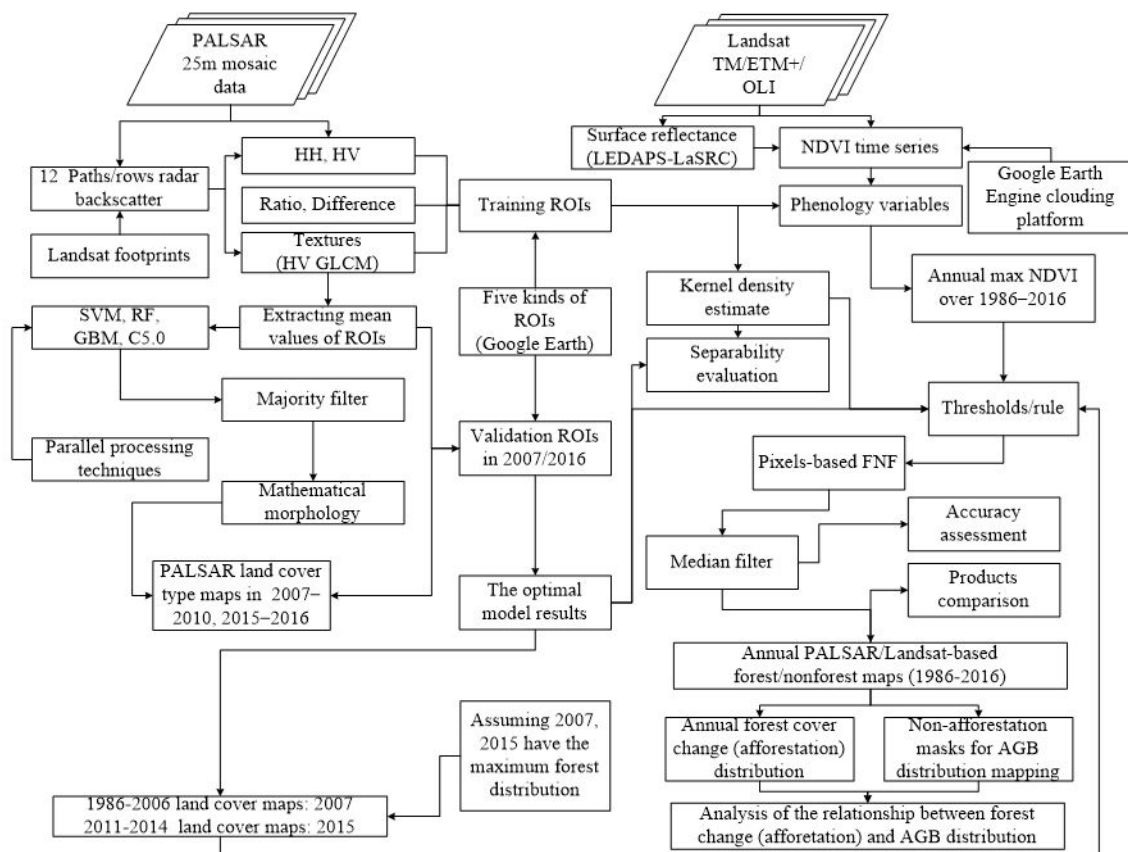 PALSAR
25m mosaic
data
Landsat
TM/ETM+/
OLI
Surface reflectance
(LEDAPS-LaSRC)
NDVI time series
HH, HV
12 Paths/rows radar
backscatter
Ratio, Difference
Training ROIs
Phenology variables
Google Earth
Engine clouding
platform
Landsat footprints
Textures
(HV GLCM)
Annual max NDVI
over 1986–2016
Kernel density
estimate
Five kinds of
ROIs
(Google Earth)
SVM, RF,
GBM, C5.0
Extracting mean
values of ROIs
Separability
evaluation
Majority filter
Thresholds/rule
Validation ROIs
in 2007/2016
Parallel processing
techniques
Pixels-based FNF
Mathematical
morphology
Accuracy
assessment
Median filter
PALSAR land cover
type maps in 2007–
2010, 2015–2016
The optimal
model results
Products
comparison
Annual PALSAR/Landsat-based
forest/nonforest maps (1986-2016)
Assuming 2007,
2015 have the
maximum forest
distribution
Annual forest cover
change (afforestation)
distribution
Non-afforestation
masks for AGB
distribution mapping
1986-2006 land cover maps: 2007
2011-2014 land cover maps: 2015
Analysis of the relationship between forest
change (afforetation) and AGB distribution